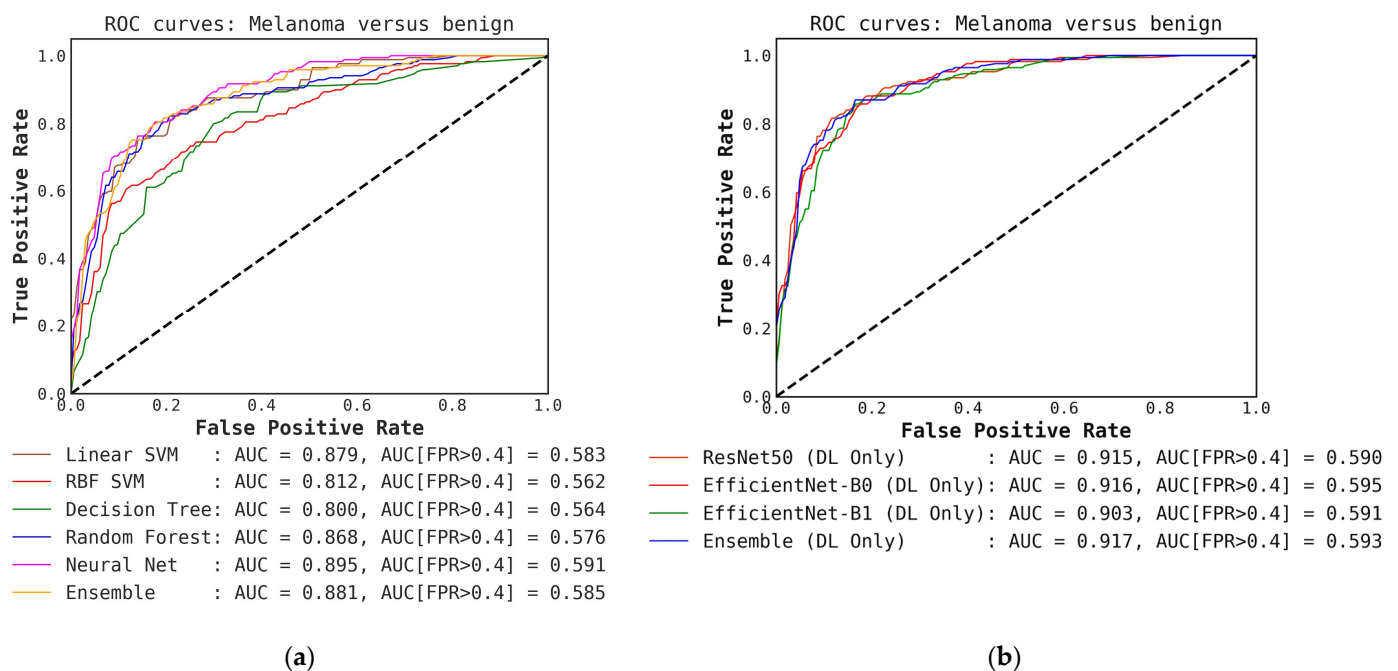 ROC curves: Melanoma versus benign
True Positive Rate
1.0
0.8
0.6
0.4
0.2
0.0
0.0 0.2 0.4 0.6 0.8 1.0
False Positive Rate
Linear SVM : AUC = 0.879, AUC[FPR>0.4] = 0.583
RBF SVM : AUC = 0.812, AUC[FPR>0.4] = 0.562
Decision Tree: AUC = 0.800, AUC[FPR>0.4] = 0.564
Random Forest: AUC = 0.868, AUC[FPR>0.4] = 0.576
Neural Net : AUC = 0.895, AUC[FPR>0.4] = 0.591
Ensemble : AUC = 0.881, AUC[FPR>0.4] = 0.585
(a)
ROC curves: Melanoma versus benign
True Positive Rate
1.0
0.8
0.6
0.4
0.2
0.0
0.0 0.2 0.4 0.6 0.8 1.0
False Positive Rate
ResNet50 (DL Only) : AUC = 0.915, AUC[FPR>0.4] = 0.590
EfficientNet-B0 (DL Only): AUC = 0.916, AUC[FPR>0.4] = 0.595
EfficientNet-B1 (DL Only): AUC = 0.903, AUC[FPR>0.4] = 0.591
Ensemble (DL Only) : AUC = 0.917, AUC[FPR>0.4] = 0.593
(b)